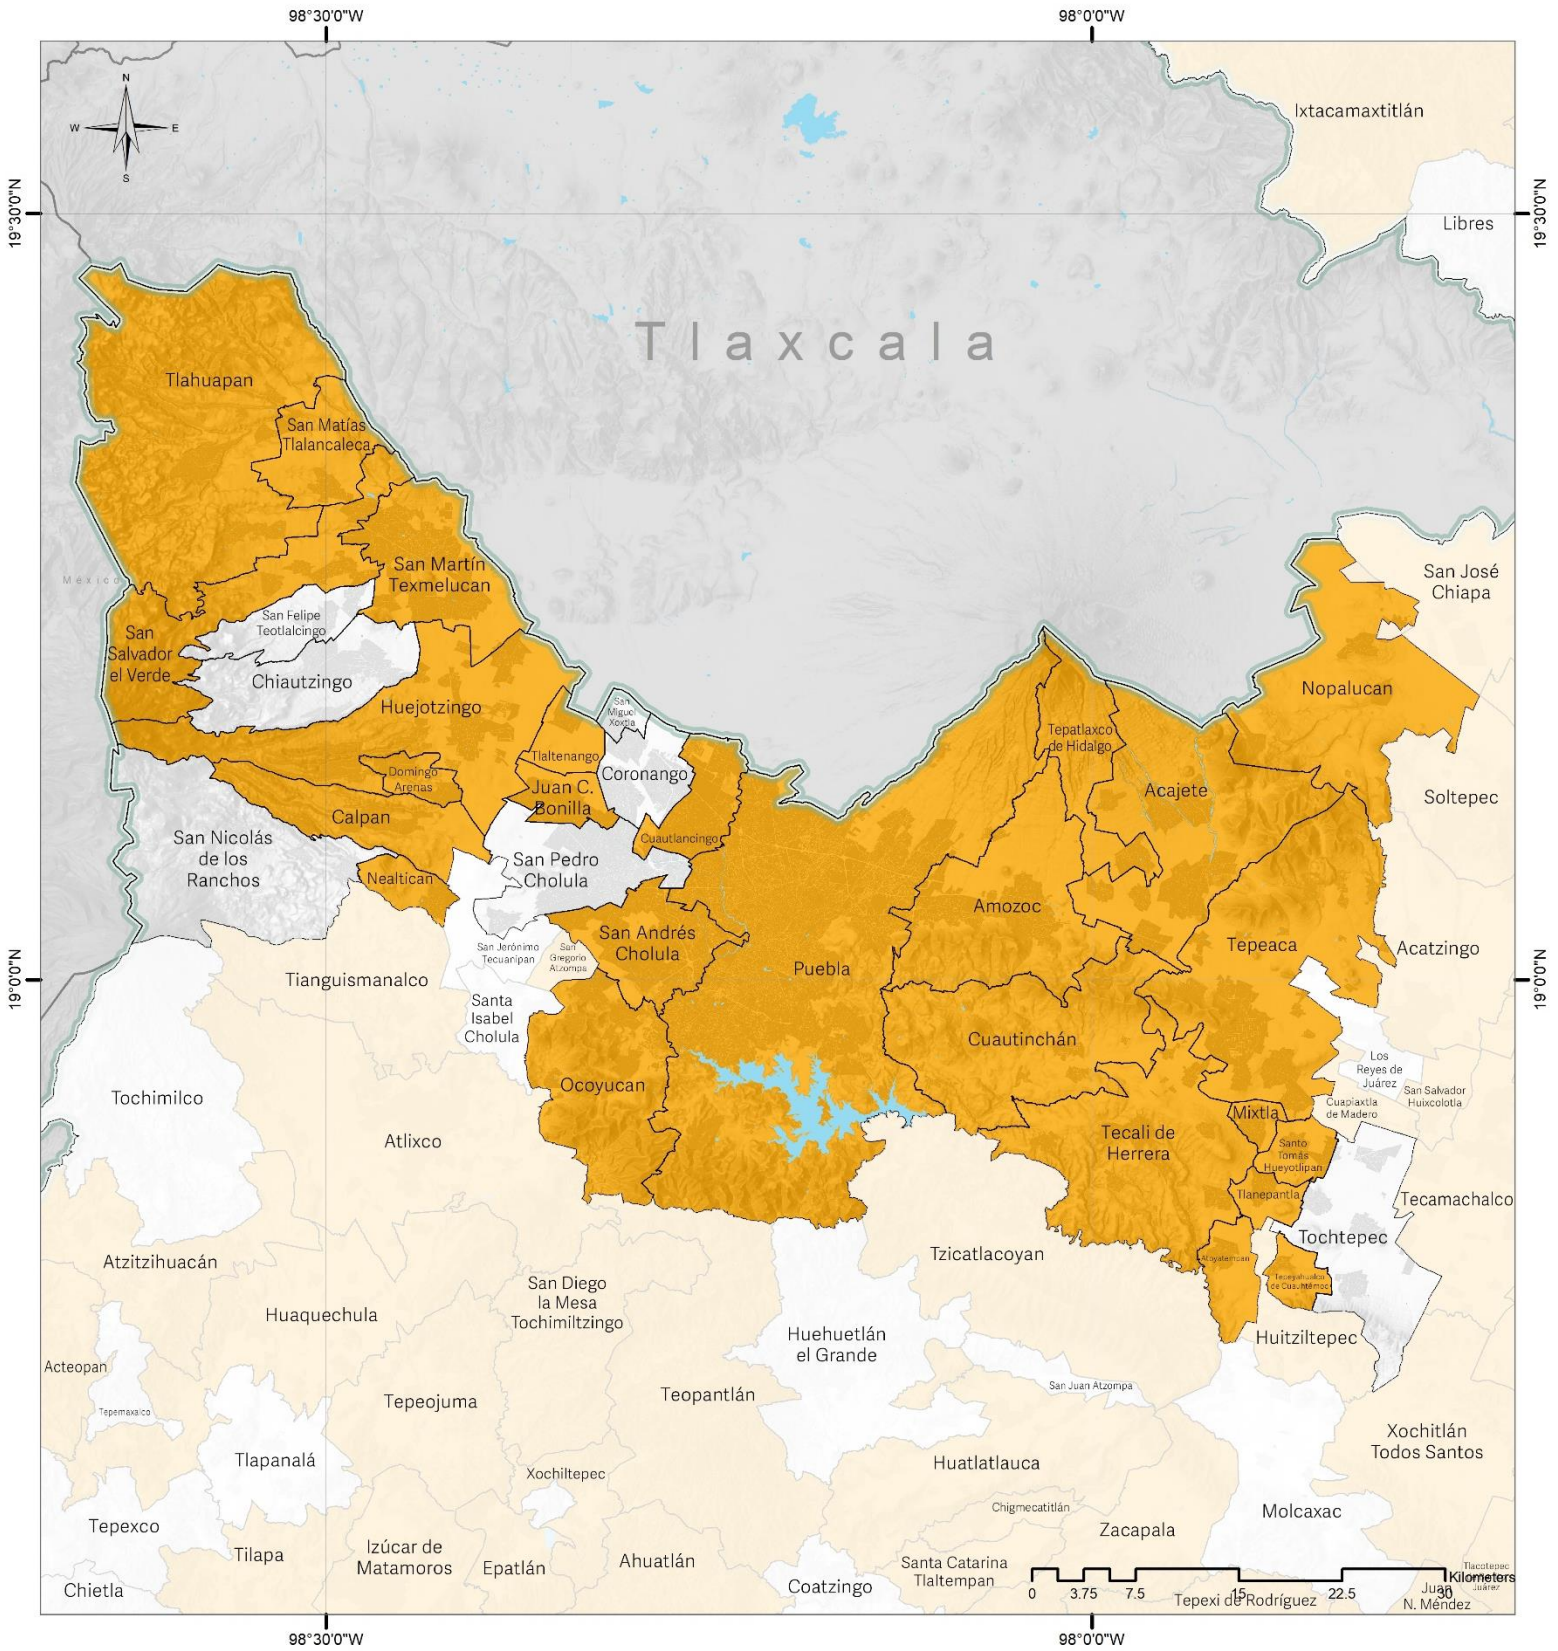 98°30'0"W
98°0'0"W
N
W
E
S
Ixtacamaxtitlán
19°30'0"N
19°30'0"N
Libres
Tlaxcala
Tlahuapan
San Matías
Tlalancaleca
San Martín
Texmelucan
México
San José
Chiapa
San Felipe
Teotlalcingo
San
Salvador
el Verde
Chiautzingo
Huejotzingo
Nopalucan
San
Miguel
Xoxtla
Tepatlaxco
de Hidalgo
Tlaltenango
Coronango
Domingo
Arenas
Juan C.
Bonilla
Acajete
Soltepec
Calpan
Cuautlancingo
San Nicolás
de los
Ranchos
San Pedro
Cholula
Nealtican
Amozoc
San Andrés
Cholula
San Jerónimo
Tecuanipan
San
Gregorio
Atzompa
Tepeaca
Acatzingo
Puebla
Tianguismanalco
19°0'0"N
19°0'0"N
Santa
Isabel
Cholula
Cuautinchán
Los
Reyes de
Juárez
Ocoyucan
Tochimilco
San Salvador
Huixcolotla
Cuapiaxtla
de Madero
Mixtla
Atlixco
Tecali de
Herrera
Santo
Tomás
Hueyotlipan
Tlanepantla
Tecamachalco
Tochtepec
Atzitzihuacán
Tzicatlacoyan
Atoyatempan
Tepeyahualco
de Cuauhtémoc
San Diego
la Mesa
Tochimiltzingo
Huaquechula
Huehuetlán
el Grande
Huitziltepec
Acteopan
San Juan Atzompa
Teopantlán
Tepeojuma
Tepemaxalco
Xochitlán
Todos Santos
Tlapanalá
Huatlatlauca
Xochiltepec
Chigmecatitlán
Molcaxac
Tepexco
Zacapala
Tilapa
Izúcar de
Matamoros
Epatlán
Ahuatlán
Santa Catarina
Tlaltempan
Coatzingo
Chietla
Tlacotepec
Juárez
Kilometers
0 3.75 7.5 15 22.5 30
Tepexi de Rodríguez
Juan
N. Méndez
98°30'0"W
98°0'0"W